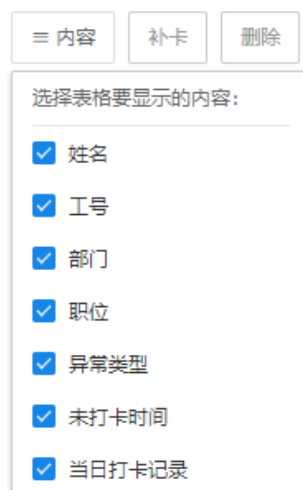 内容 补卡 删除
选择表格要显示的内容：
姓名
工号
部门
职位
异常类型
未打卡时间
当日打卡记录